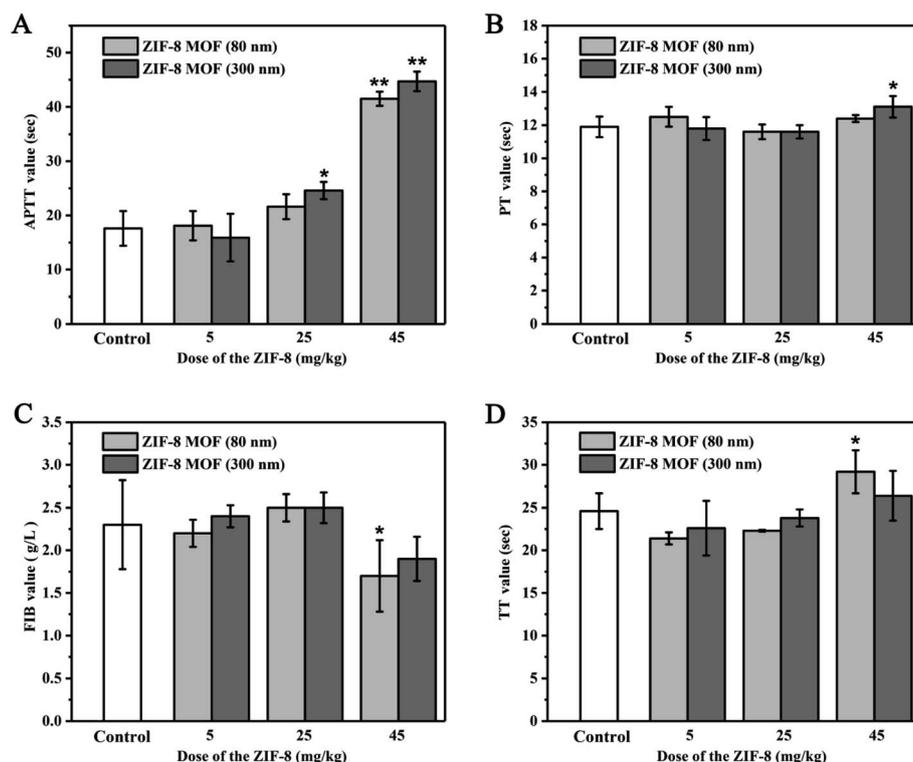 A
ZIF-8 MOF (80 nm)
ZIF-8 MOF (300 nm)
APTT value (sec)
50
40
30
20
10
0
**
**
*
Control
5
25
45
Dose of the ZIF-8 (mg/kg)
B
ZIF-8 MOF (80 nm)
ZIF-8 MOF (300 nm)
PT value (sec)
18
16
14
12
10
8
6
4
2
0
*
Control
5
25
45
Dose of the ZIF-8 (mg/kg)
C
ZIF-8 MOF (80 nm)
ZIF-8 MOF (300 nm)
FIB value ( g/L )
3.5
3.0
2.5
2.0
1.5
1.0
0.5
0.0
*
Control
5
25
45
Dose of the ZIF-8 (mg/kg)
D
ZIF-8 MOF (80 nm)
ZIF-8 MOF (300 nm)
TT value (sec)
35
30
25
20
15
10
5
0
*
Control
5
25
45
Dose of the ZIF-8 (mg/kg)